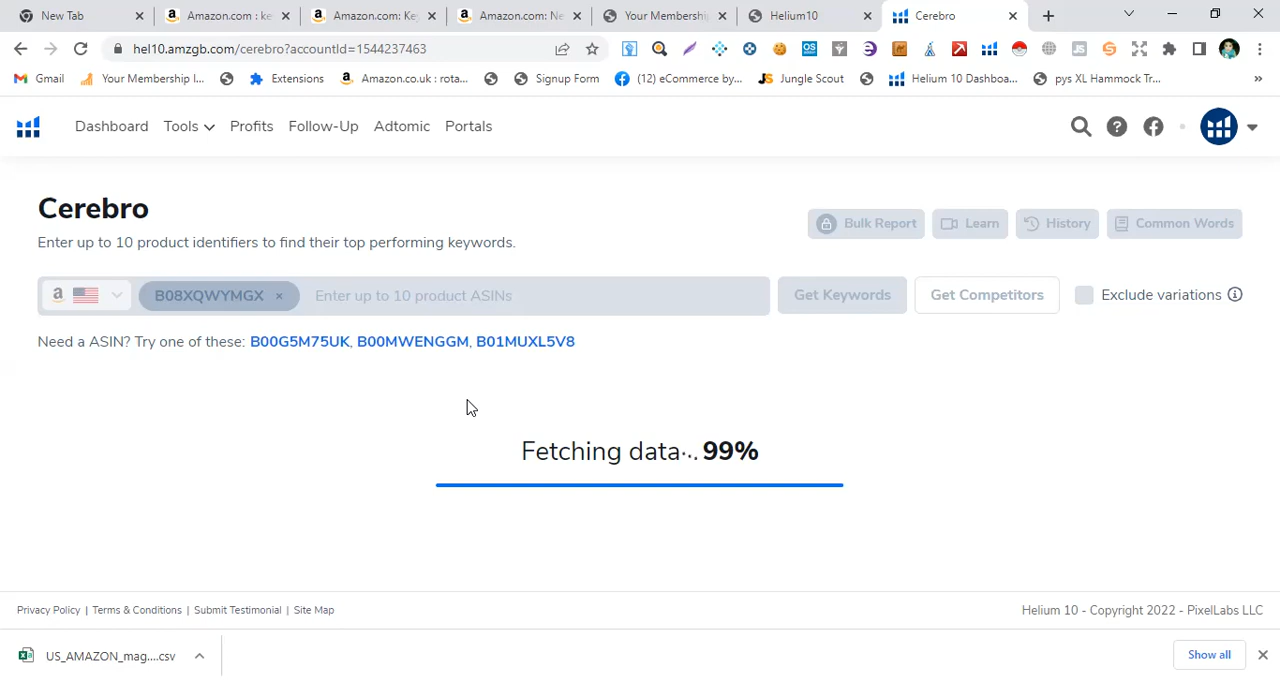 New Tab
Amazon.com : ke
Amazon.com: Ke
Amazon.com: Ne
Your Membership
Helium10
Cerebro
hel10.amzgb.com/cerebro?accountId=1544237463
Gmail
Your Membership I...
Extensions
Amazon.co.uk : rota...
Signup Form
(12) eCommerce by...
Jungle Scout
Helium 10 Dashboa...
pys XL Hammock Tr...
Dashboard Tools Profits Follow-Up Adtomic Portals
Cerebro
Enter up to 10 product identifiers to find their top performing keywords.
Bulk Report
Learn
History
Common Words
B08XQWYMGX × Enter up to 10 product ASINs
Get Keywords
Get Competitors
Exclude variations
Need a ASIN? Try one of these: B00G5M75UK, B00MWENGGM, B01MUXL5V8
Fetching data... 99%
Privacy Policy | Terms & Conditions | Submit Testimonial | Site Map
Helium 10 - Copyright 2022 - PixelLabs LLC
US_AMAZON_mag....csv
Show all